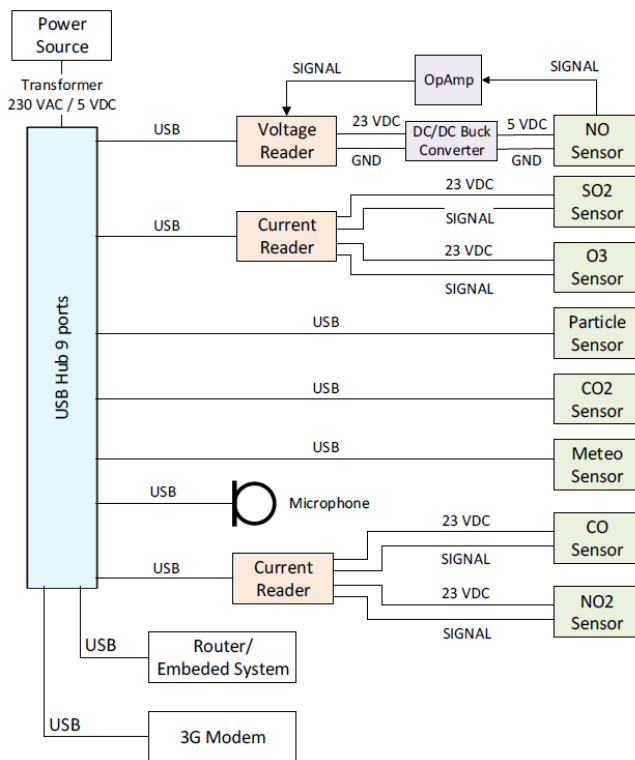 Power
Source
Transformer
230 VAC / 5 VDC
USB Hub 9 ports
USB
Voltage
Reader
SIGNAL
OpAmp
SIGNAL
23 VDC
GND
DC/DC Buck
Converter
5 VDC
GND
NO
Sensor
USB
Current
Reader
23 VDC
SIGNAL
SO2
Sensor
23 VDC
SIGNAL
O3
Sensor
USB
Particle
Sensor
USB
CO2
Sensor
USB
Meteo
Sensor
USB
Microphone
USB
Current
Reader
23 VDC
SIGNAL
CO
Sensor
23 VDC
SIGNAL
NO2
Sensor
USB
Router/
Embeded System
USB
3G Modem